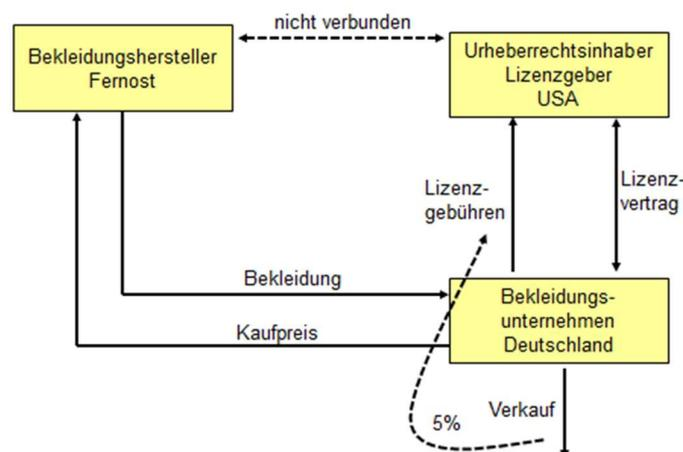 nicht verbunden
Bekleidungshersteller
Fernost
Urheberrechtsinhaber
Lizenzgeber
USA
Lizenz-
gebühren
Lizenz-
vertrag
Bekleidung
Kaufpreis
Bekleidungs-
unternehmen
Deutschland
Verkauf
5%